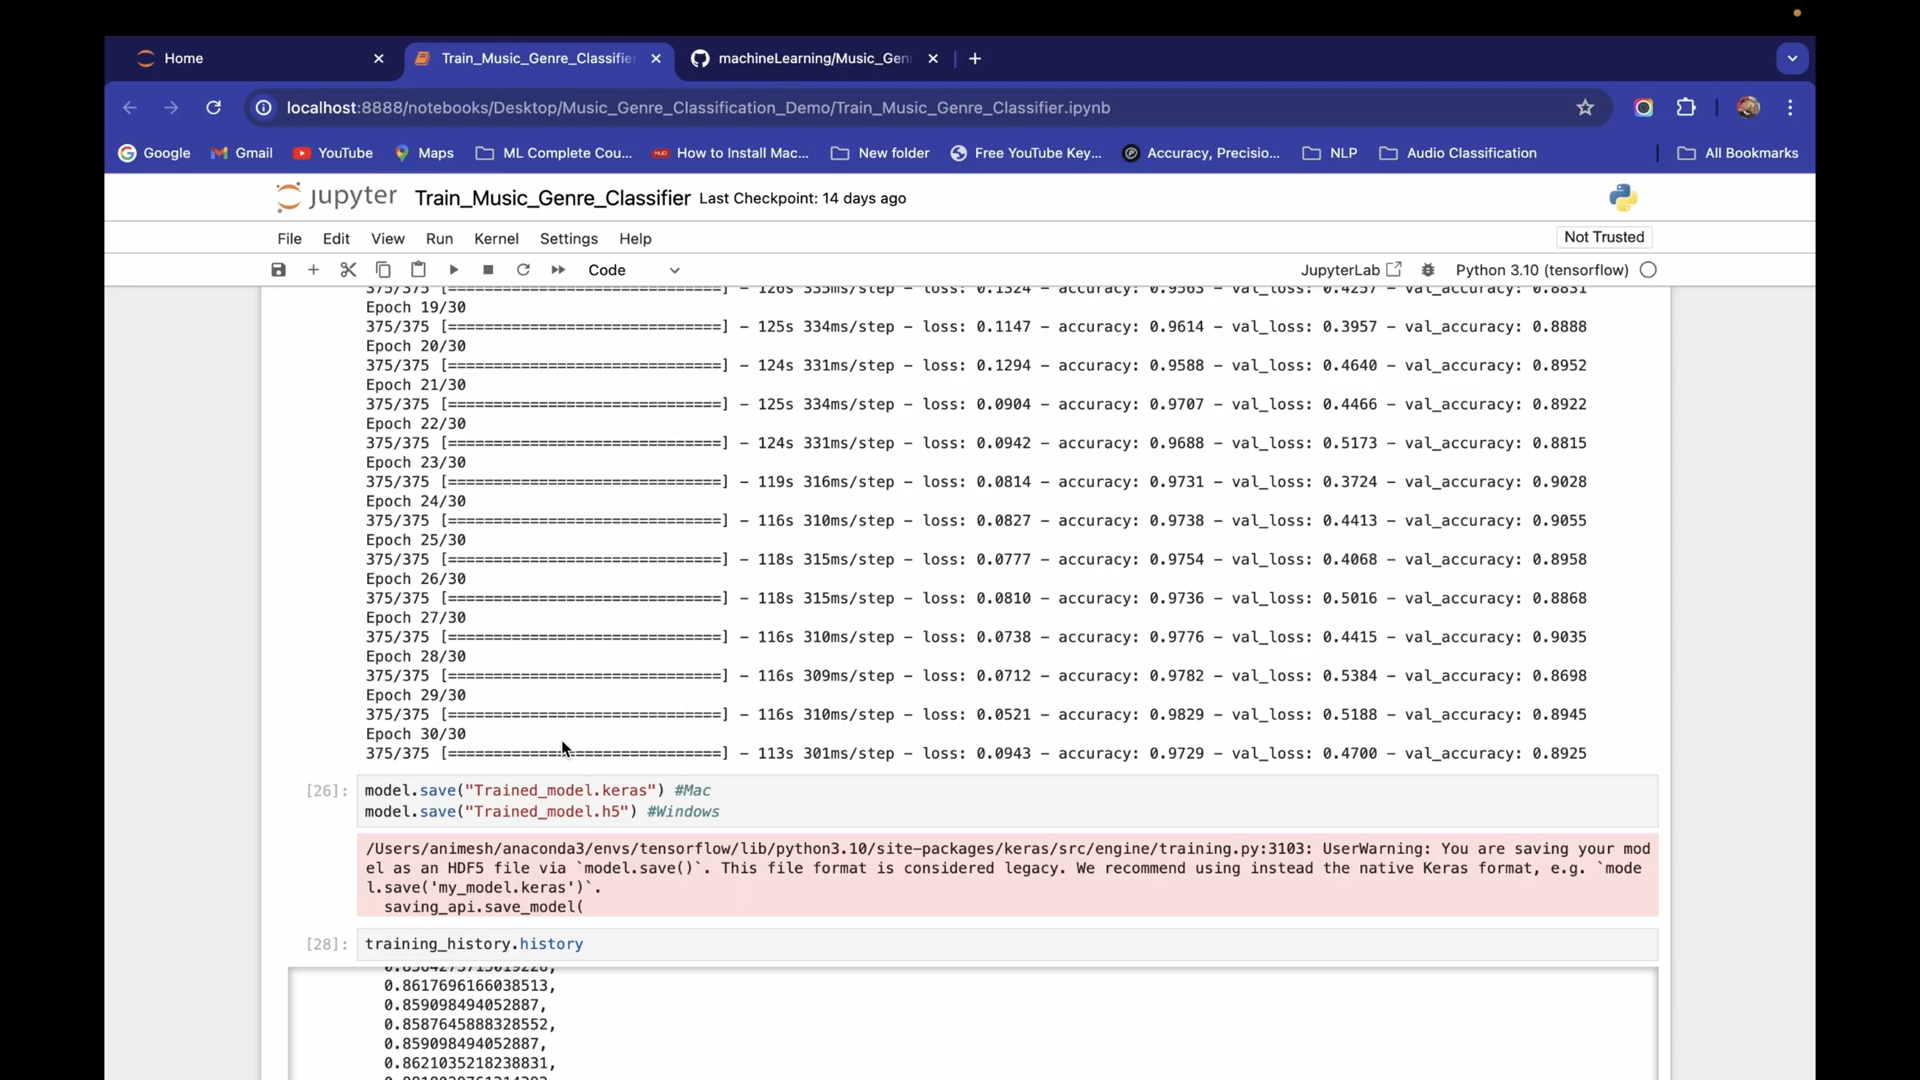 Home
Train_Music_Genre_Classifie
machineLearning/Music_Gen
localhost:8888/notebooks/Desktop/Music_Genre_Classification_Demo/Train_Music_Genre_Classifier.ipynb
Google Gmail YouTube Maps ML Complete Cou... How to Install Mac... New folder Free YouTube Key... Accuracy, Precisio... NLP Audio Classification All Bookmarks
jupyter Train_Music_Genre_Classifier Last Checkpoint: 14 days ago
File Edit View Run Kernel Settings Help Not Trusted
Code JupyterLab Python 3.10 (tensorflow)
375/375 [==============================] - 126s 335ms/step - loss: 0.1324 - accuracy: 0.9563 - val_loss: 0.4257 - val_accuracy: 0.8831
Epoch 19/30
375/375 [==============================] - 125s 334ms/step - loss: 0.1147 - accuracy: 0.9614 - val_loss: 0.3957 - val_accuracy: 0.8888
Epoch 20/30
375/375 [==============================] - 124s 331ms/step - loss: 0.1294 - accuracy: 0.9588 - val_loss: 0.4640 - val_accuracy: 0.8952
Epoch 21/30
375/375 [==============================] - 125s 334ms/step - loss: 0.0904 - accuracy: 0.9707 - val_loss: 0.4466 - val_accuracy: 0.8922
Epoch 22/30
375/375 [==============================] - 124s 331ms/step - loss: 0.0942 - accuracy: 0.9688 - val_loss: 0.5173 - val_accuracy: 0.8815
Epoch 23/30
375/375 [==============================] - 119s 316ms/step - loss: 0.0814 - accuracy: 0.9731 - val_loss: 0.3724 - val_accuracy: 0.9028
Epoch 24/30
375/375 [==============================] - 116s 310ms/step - loss: 0.0827 - accuracy: 0.9738 - val_loss: 0.4413 - val_accuracy: 0.9055
Epoch 25/30
375/375 [==============================] - 118s 315ms/step - loss: 0.0777 - accuracy: 0.9754 - val_loss: 0.4068 - val_accuracy: 0.8958
Epoch 26/30
375/375 [==============================] - 118s 315ms/step - loss: 0.0810 - accuracy: 0.9736 - val_loss: 0.5016 - val_accuracy: 0.8868
Epoch 27/30
375/375 [==============================] - 116s 310ms/step - loss: 0.0738 - accuracy: 0.9776 - val_loss: 0.4415 - val_accuracy: 0.9035
Epoch 28/30
375/375 [==============================] - 116s 309ms/step - loss: 0.0712 - accuracy: 0.9782 - val_loss: 0.5384 - val_accuracy: 0.8698
Epoch 29/30
375/375 [==============================] - 116s 310ms/step - loss: 0.0521 - accuracy: 0.9829 - val_loss: 0.5188 - val_accuracy: 0.8945
Epoch 30/30
375/375 [==============================] - 113s 301ms/step - loss: 0.0943 - accuracy: 0.9729 - val_loss: 0.4700 - val_accuracy: 0.8925
[26]: model.save("Trained_model.keras") #Mac
model.save("Trained_model.h5") #Windows
/Users/animesh/anaconda3/envs/tensorflow/lib/python3.10/site-packages/keras/src/engine/training.py:3103: UserWarning: You are saving your mod
el as an HDF5 file via `model.save()`. This file format is considered legacy. We recommend using instead the native Keras format, e.g. `mode
l.save('my_model.keras')`.
saving_api.save_model(
[28]: training_history.history
0.8617696166038513,
0.859098494052887,
0.8587645888328552,
0.859098494052887,
0.8621035218238831,